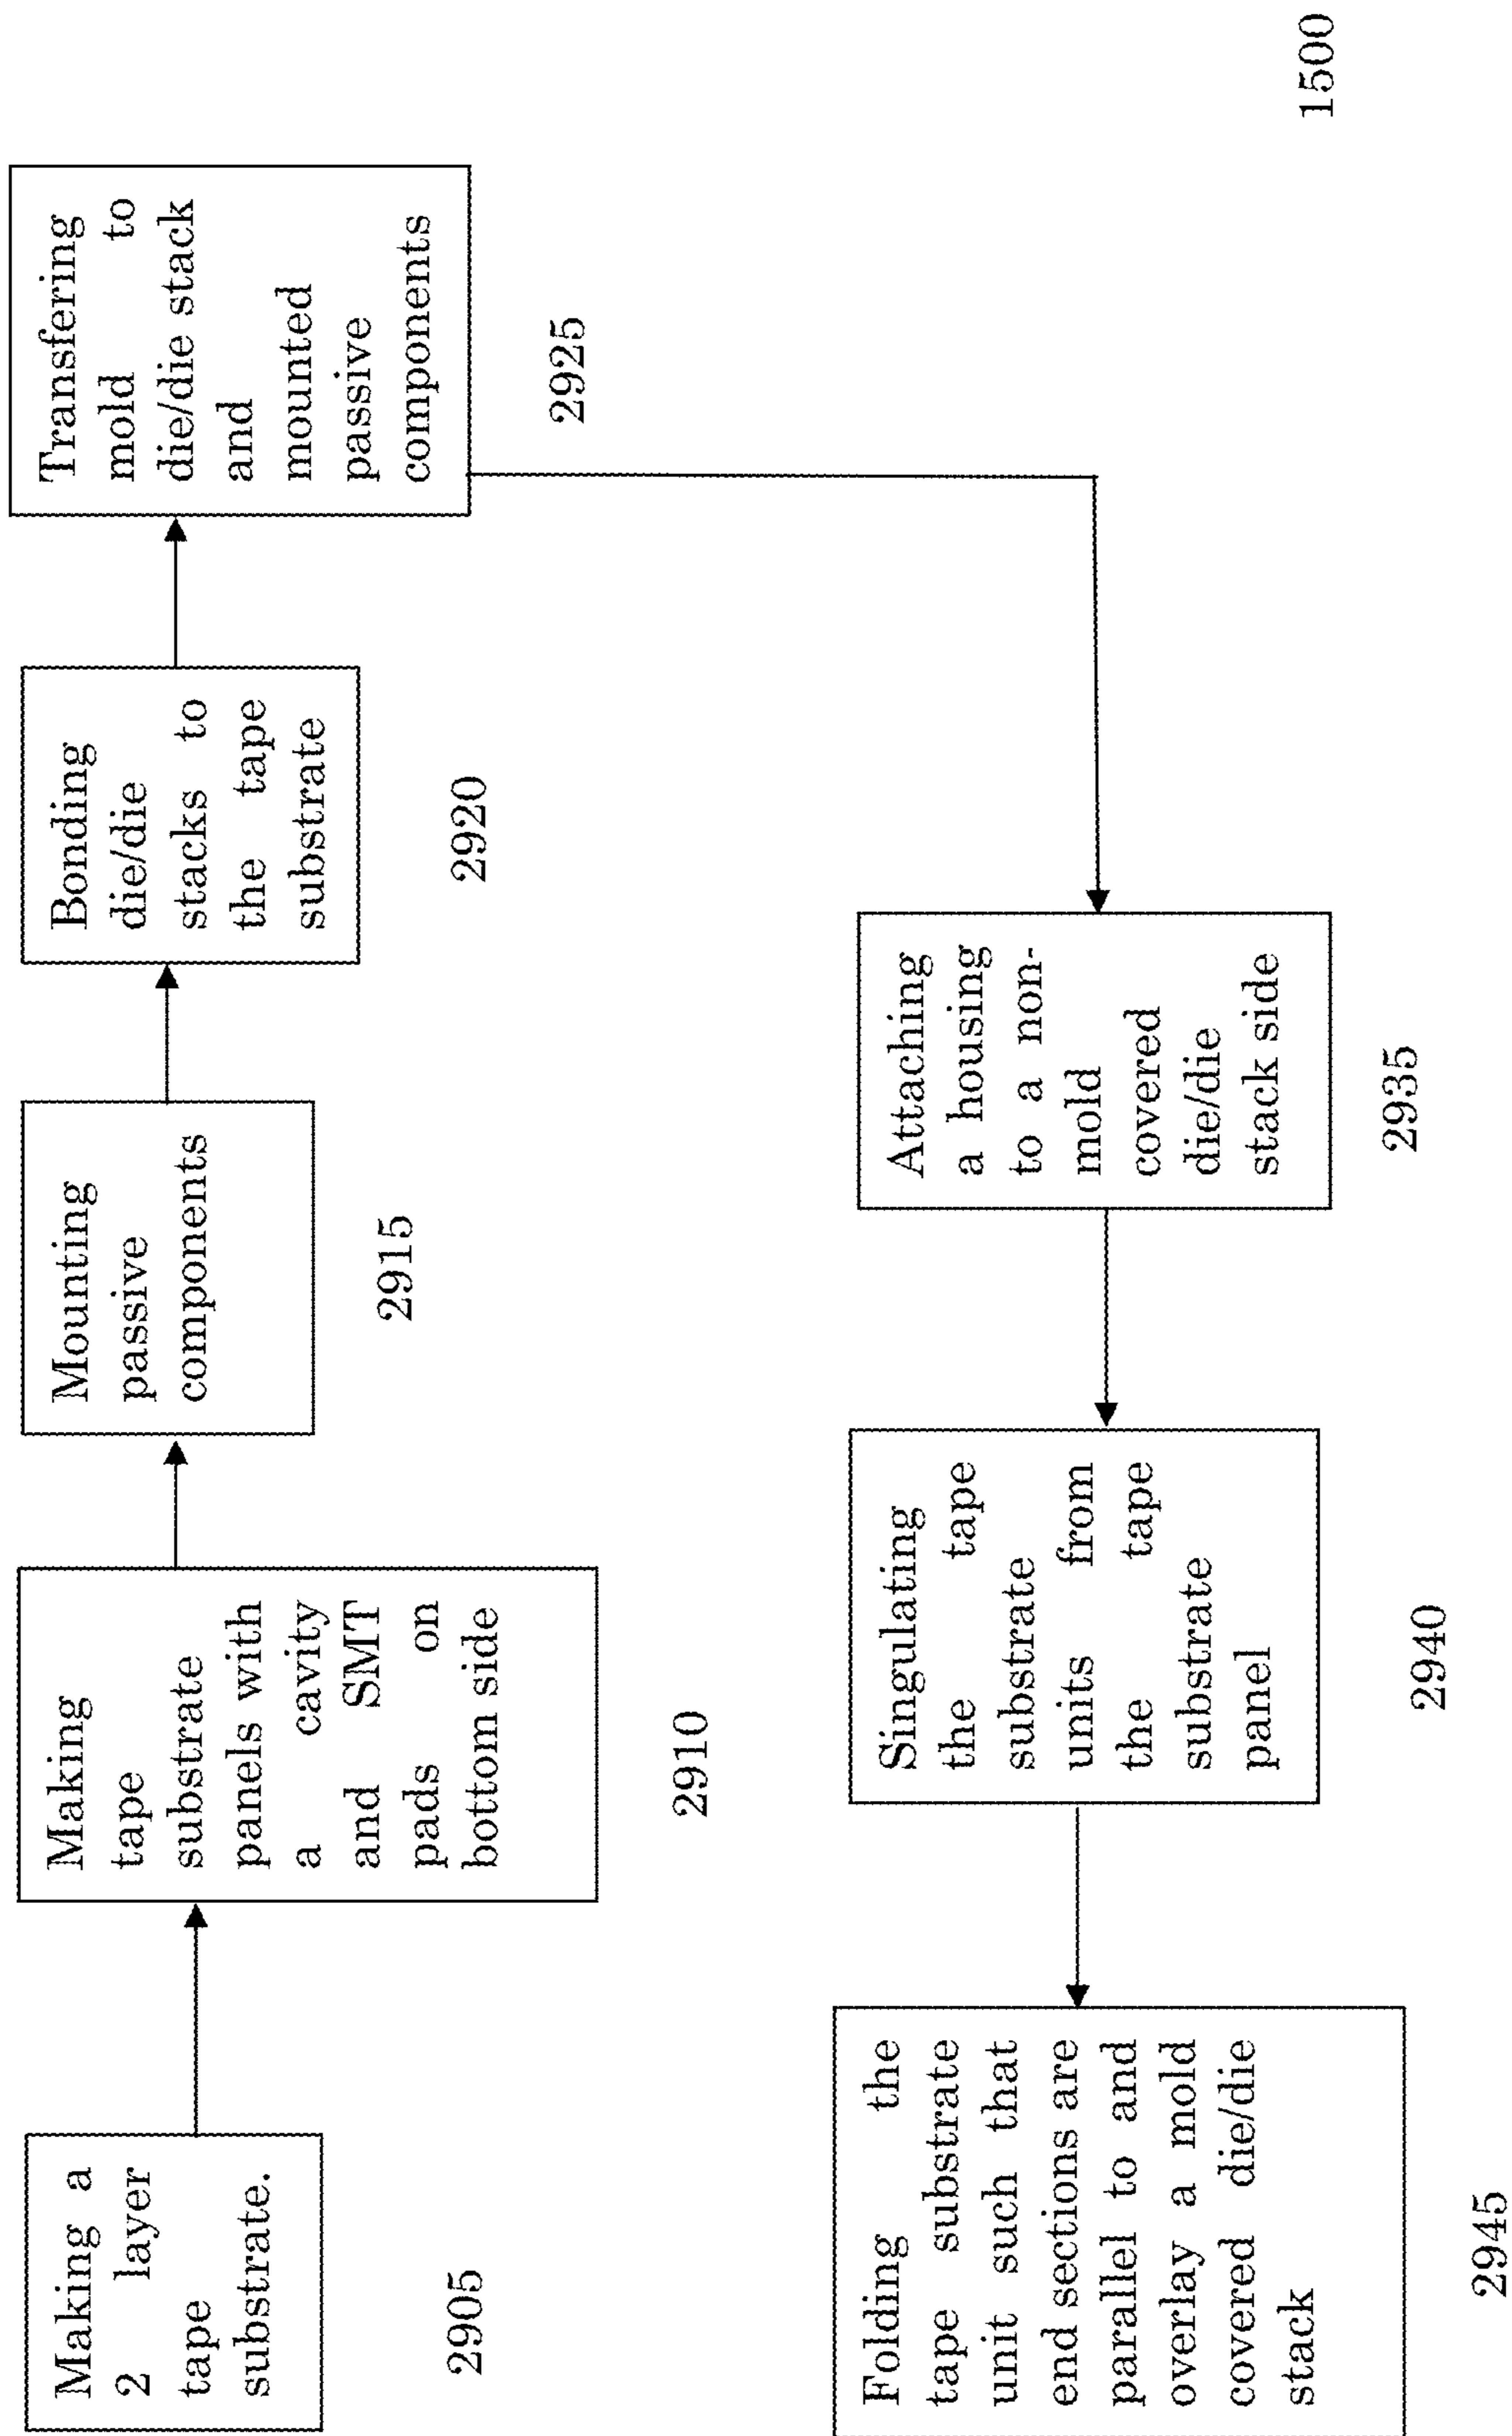 Making a
2 layer
tape
substrate.
2905
Making
tape
substrate
panels with
a cavity
and SMT
pads on
bottom side
2910
Mounting
passive
components
2915
Bonding
die/die
stacks to
the tape
substrate
2920
Transfering
mold to
die/die stack
and
mounted
passive
components
2925
Attaching
a housing
to a non-
mold
covered
die/die
stack side
2935
Singulating
the tape
substrate
units from
the tape
substrate
panel
2940
Folding the
tape substrate
unit such that
end sections are
parallel to and
overlay a mold
covered die/die
stack
2945
1500